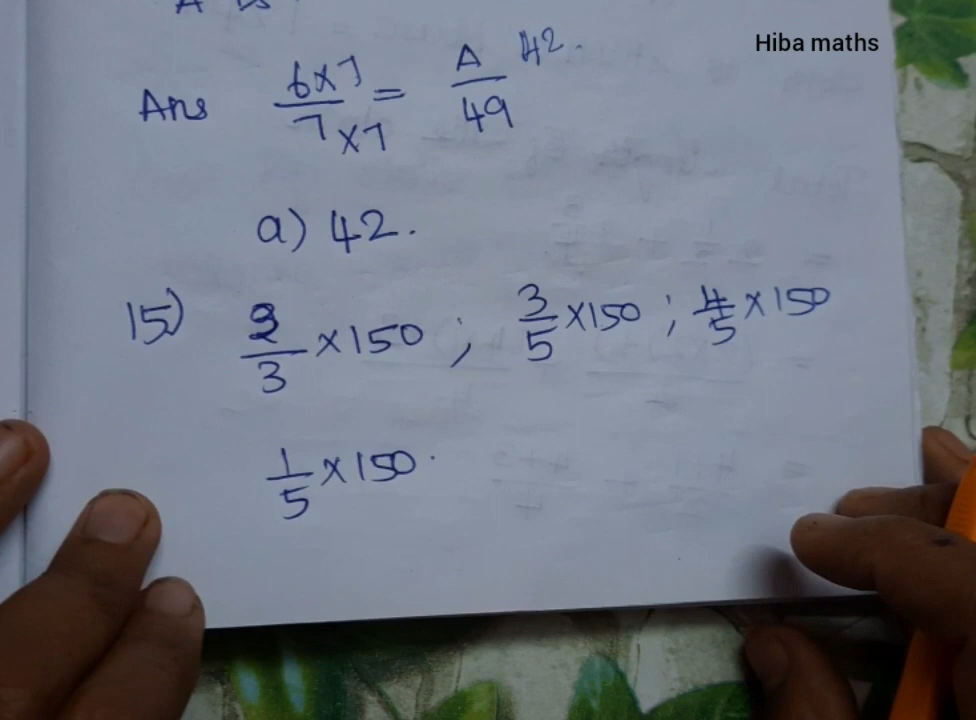 Hiba maths
Ans 6×7/7×7 = A/49 42.
a) 42.
15) 2/3 ×150 ; 3/5 ×150 ; 4/5 ×150
1/5 ×150.